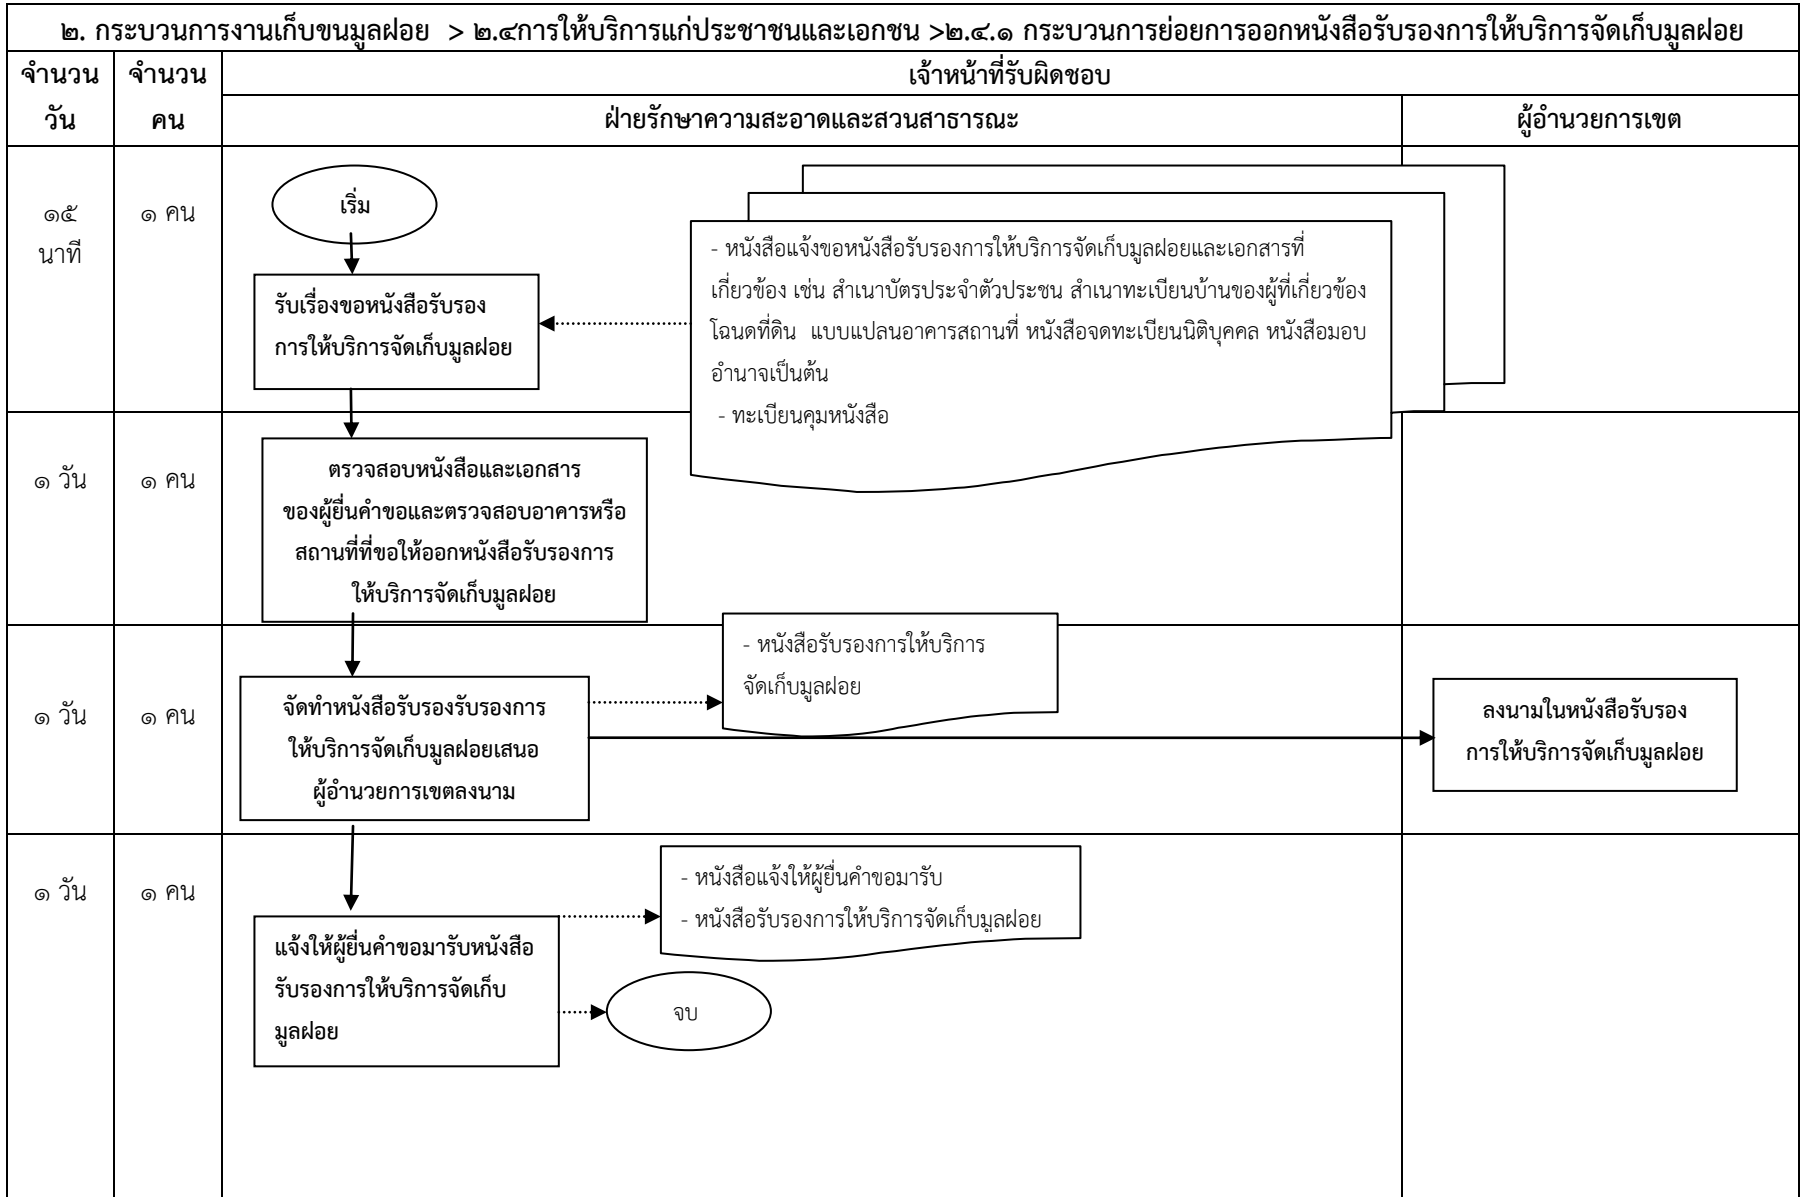 ๒. กระบวนการงานเก็บขนมูลฝอย > ๒.๔การให้บริการแก่ประชาชนและเอกชน >๒.๔.๑ กระบวนการย่อยการออกหนังสือรับรองการให้บริการจัดเก็บมูลฝอย
จำนวน
วัน
จำนวน
คน
เจ้าหน้าที่รับผิดชอบ
ฝ่ายรักษาความสะอาดและสวนสาธารณะ
ผู้อำนวยการเขต
๑๕
นาที
๑ คน
เริ่ม
รับเรื่องขอหนังสือรับรอง
การให้บริการจัดเก็บมูลฝอย
- หนังสือแจ้งขอหนังสือรับรองการให้บริการจัดเก็บมูลฝอยและเอกสารที่
เกี่ยวข้อง เช่น สำเนาบัตรประจำตัวประชน สำเนาทะเบียนบ้านของผู้ที่เกี่ยวข้อง
โฉนดที่ดิน แบบแปลนอาคารสถานที่ หนังสือจดทะเบียนนิติบุคคล หนังสือมอบ
อำนาจเป็นต้น
- ทะเบียนคุมหนังสือ
๑ วัน
๑ คน
ตรวจสอบหนังสือและเอกสาร
ของผู้ยื่นคำขอและตรวจสอบอาคารหรือ
สถานที่ที่ขอให้ออกหนังสือรับรองการ
ให้บริการจัดเก็บมูลฝอย
๑ วัน
๑ คน
จัดทำหนังสือรับรองรับรองการ
ให้บริการจัดเก็บมูลฝอยเสนอ
ผู้อำนวยการเขตลงนาม
- หนังสือรับรองการให้บริการ
จัดเก็บมูลฝอย
ลงนามในหนังสือรับรอง
การให้บริการจัดเก็บมูลฝอย
๑ วัน
๑ คน
แจ้งให้ผู้ยื่นคำขอมารับหนังสือ
รับรองการให้บริการจัดเก็บ
มูลฝอย
- หนังสือแจ้งให้ผู้ยื่นคำขอมารับ
- หนังสือรับรองการให้บริการจัดเก็บมูลฝอย
จบ